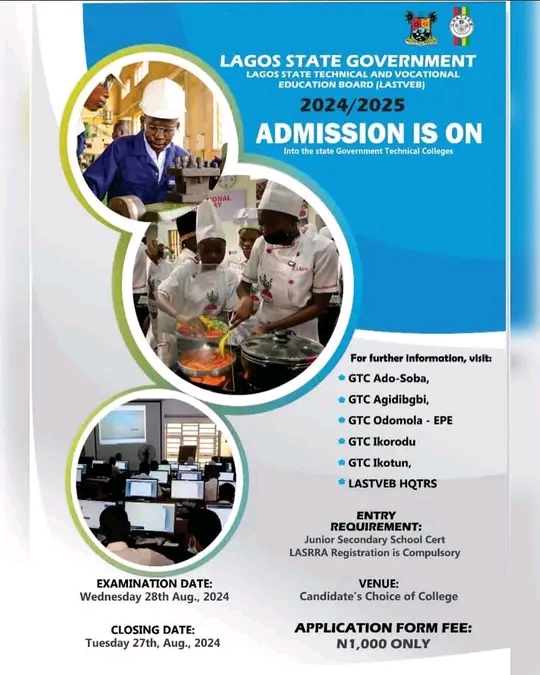 LAGOS STATE GOVERNMENT
LAGOS STATE TECHNICAL AND VOCATIONAL
EDUCATION BOARD (LASTVEB)
2024/2025
ADMISSION IS ON
Into the state Government Technical Colleges
For further information, visit:
GTC Ado-Soba,
GTC Agidibgbi,
GTC Odomola - EPE
GTC Ikorodu
GTC Ikotun,
LASTVEB HQTRS
ENTRY
REQUIREMENT:
Junior Secondary School Cert
LASRRA Registration is Compulsory
EXAMINATION DATE:
Wednesday 28th Aug., 2024
VENUE:
Candidate's Choice of College
CLOSING DATE:
Tuesday 27th, Aug., 2024
APPLICATION FORM FEE:
N1,000 ONLY